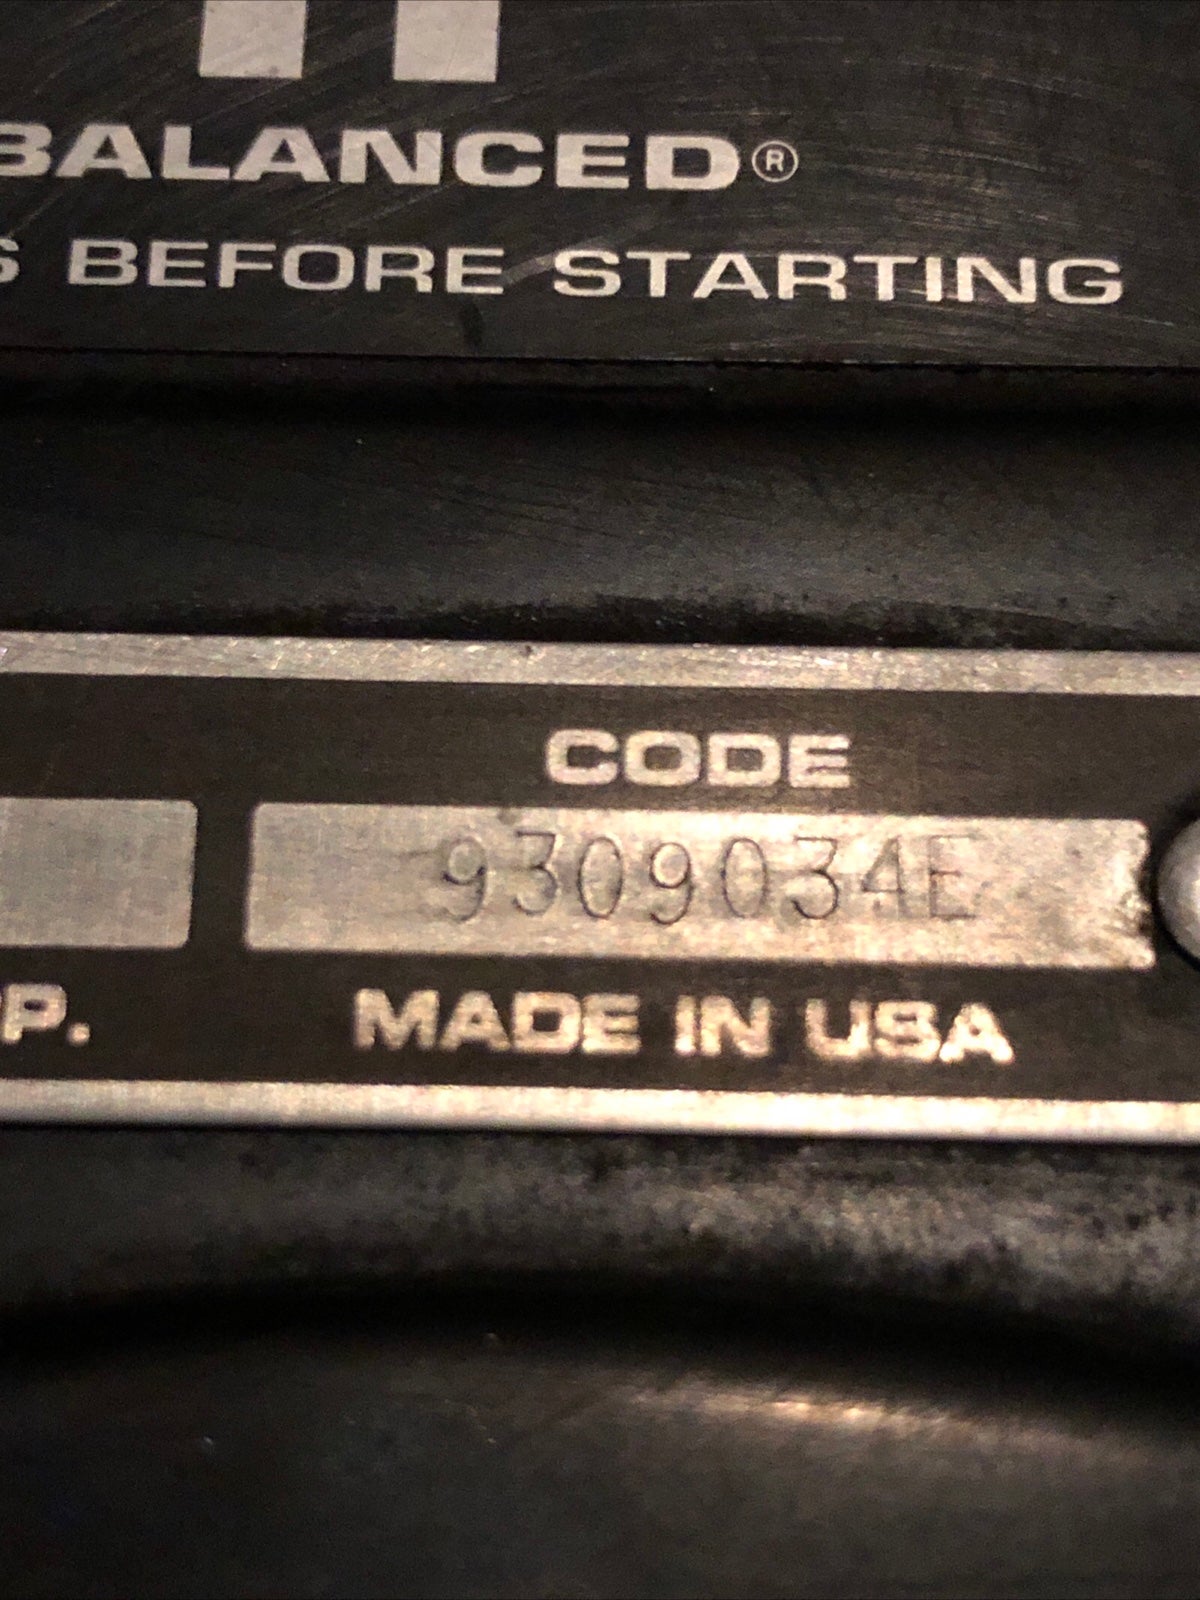 BALANCED®
S BEFORE STARTING
CODE
9309034E
P. MADE IN USA